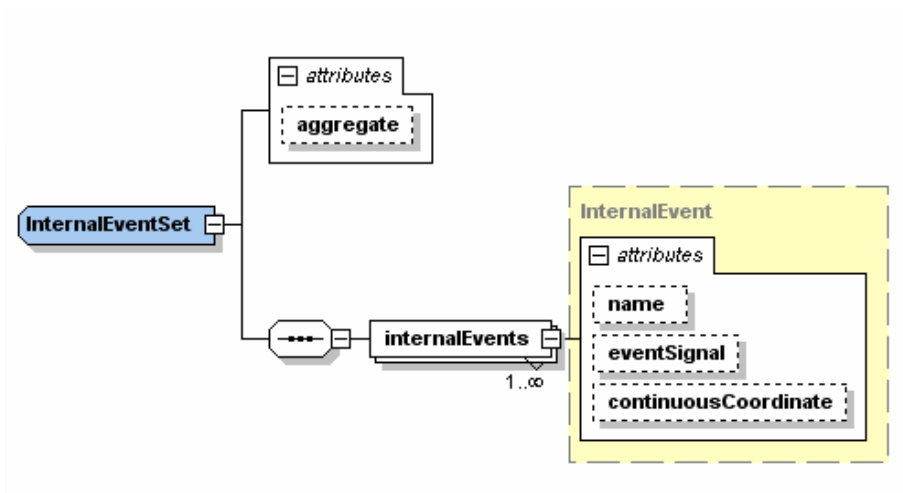 attributes
aggregate
InternalEventSet
InternalEvent
attributes
name
internalEvents
eventSignal
1..∞
continuousCoordinate